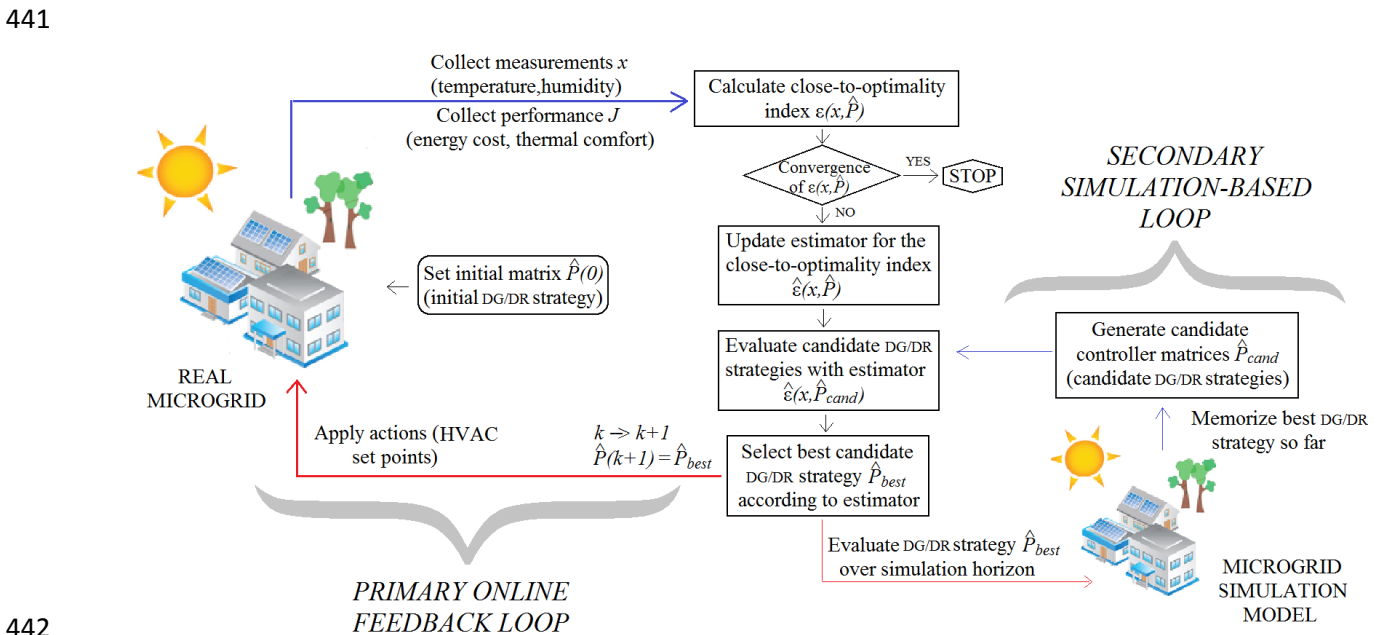 441
Collect measurements x
(temperature,humidity)
Collect performance J
(energy cost, thermal comfort)
Calculate close-to-optimality
index ε(x,P̂)
Convergence
of ε(x,P̂)
YES
STOP
NO
SECONDARY
SIMULATION-BASED
LOOP
Update estimator for the
close-to-optimality index
ε̂(x,P̂)
Set initial matrix P̂(0)
(initial DG/DR strategy)
Evaluate candidate DG/DR
strategies with estimator
ε̂(x,P̂cand)
Generate candidate
controller matrices P̂cand
(candidate DG/DR strategies)
REAL
MICROGRID
Memorize best DG/DR
strategy so far
Apply actions (HVAC
set points)
k -> k+1
P̂(k+1) = P̂best
Select best candidate
DG/DR strategy P̂best
according to estimator
Evaluate DG/DR strategy P̂best
over simulation horizon
MICROGRID
SIMULATION
MODEL
PRIMARY ONLINE
FEEDBACK LOOP
442